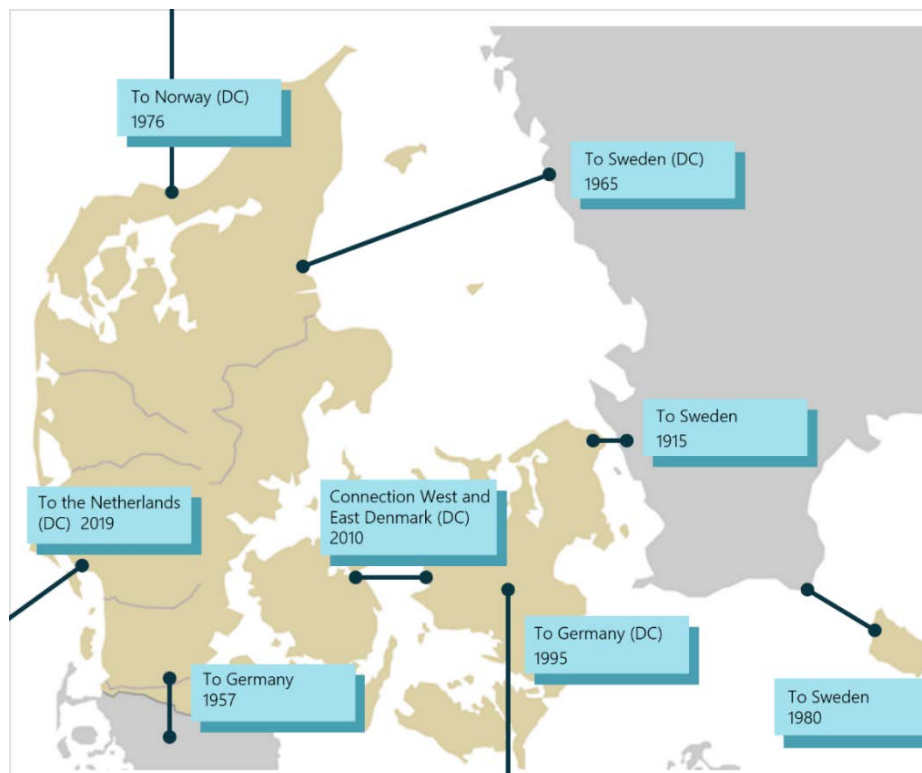 To Norway (DC)
1976
To Sweden (DC)
1965
To Sweden
1915
To the Netherlands
(DC) 2019
Connection West and
East Denmark (DC)
2010
To Germany (DC)
1995
To Germany
1957
To Sweden
1980